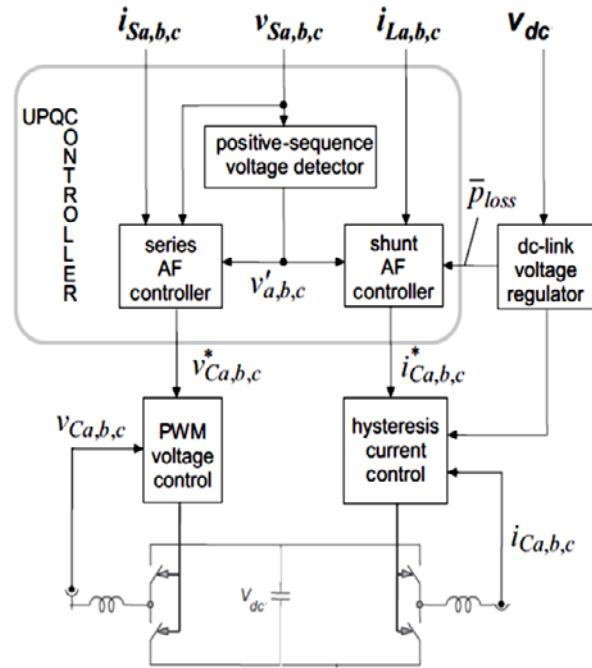 i_{Sa,b,c} v_{Sa,b,c} i_{La,b,c} v_{dc}
UPQC
CONTROLLER
positive-sequence
voltage detector
p̅_{loss}
series
AF
controller
v'_{a,b,c}
shunt
AF
controller
dc-link
voltage
regulator
v^*_{Ca,b,c}
i^*_{Ca,b,c}
v_{Ca,b,c}
PWM
voltage
control
hysteresis
current
control
i_{Ca,b,c}
V_{dc}